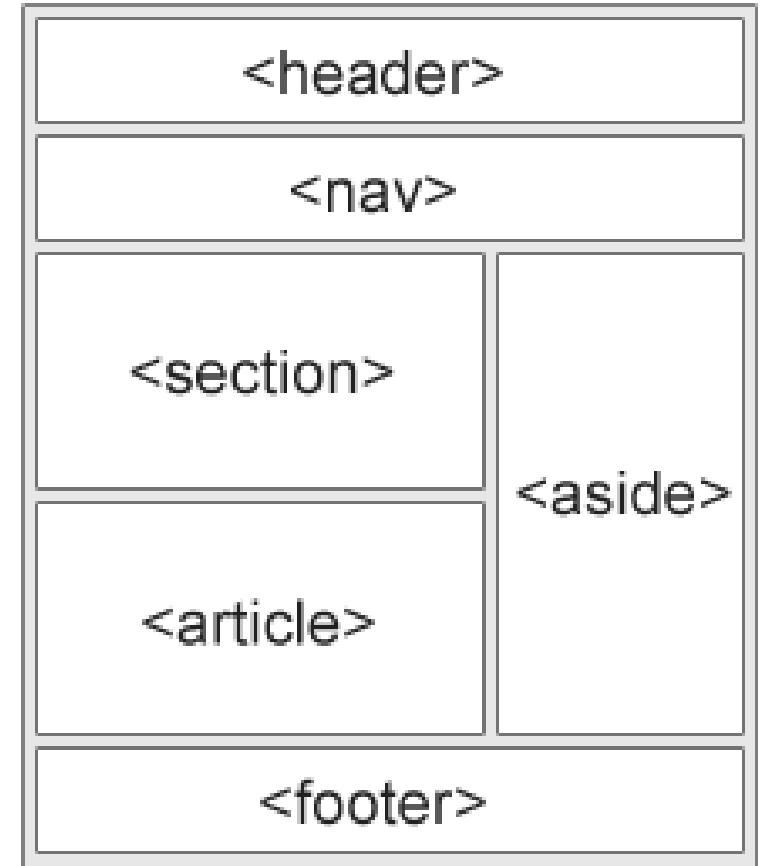 <header>
<nav>
<section>
<aside>
<article>
<footer>